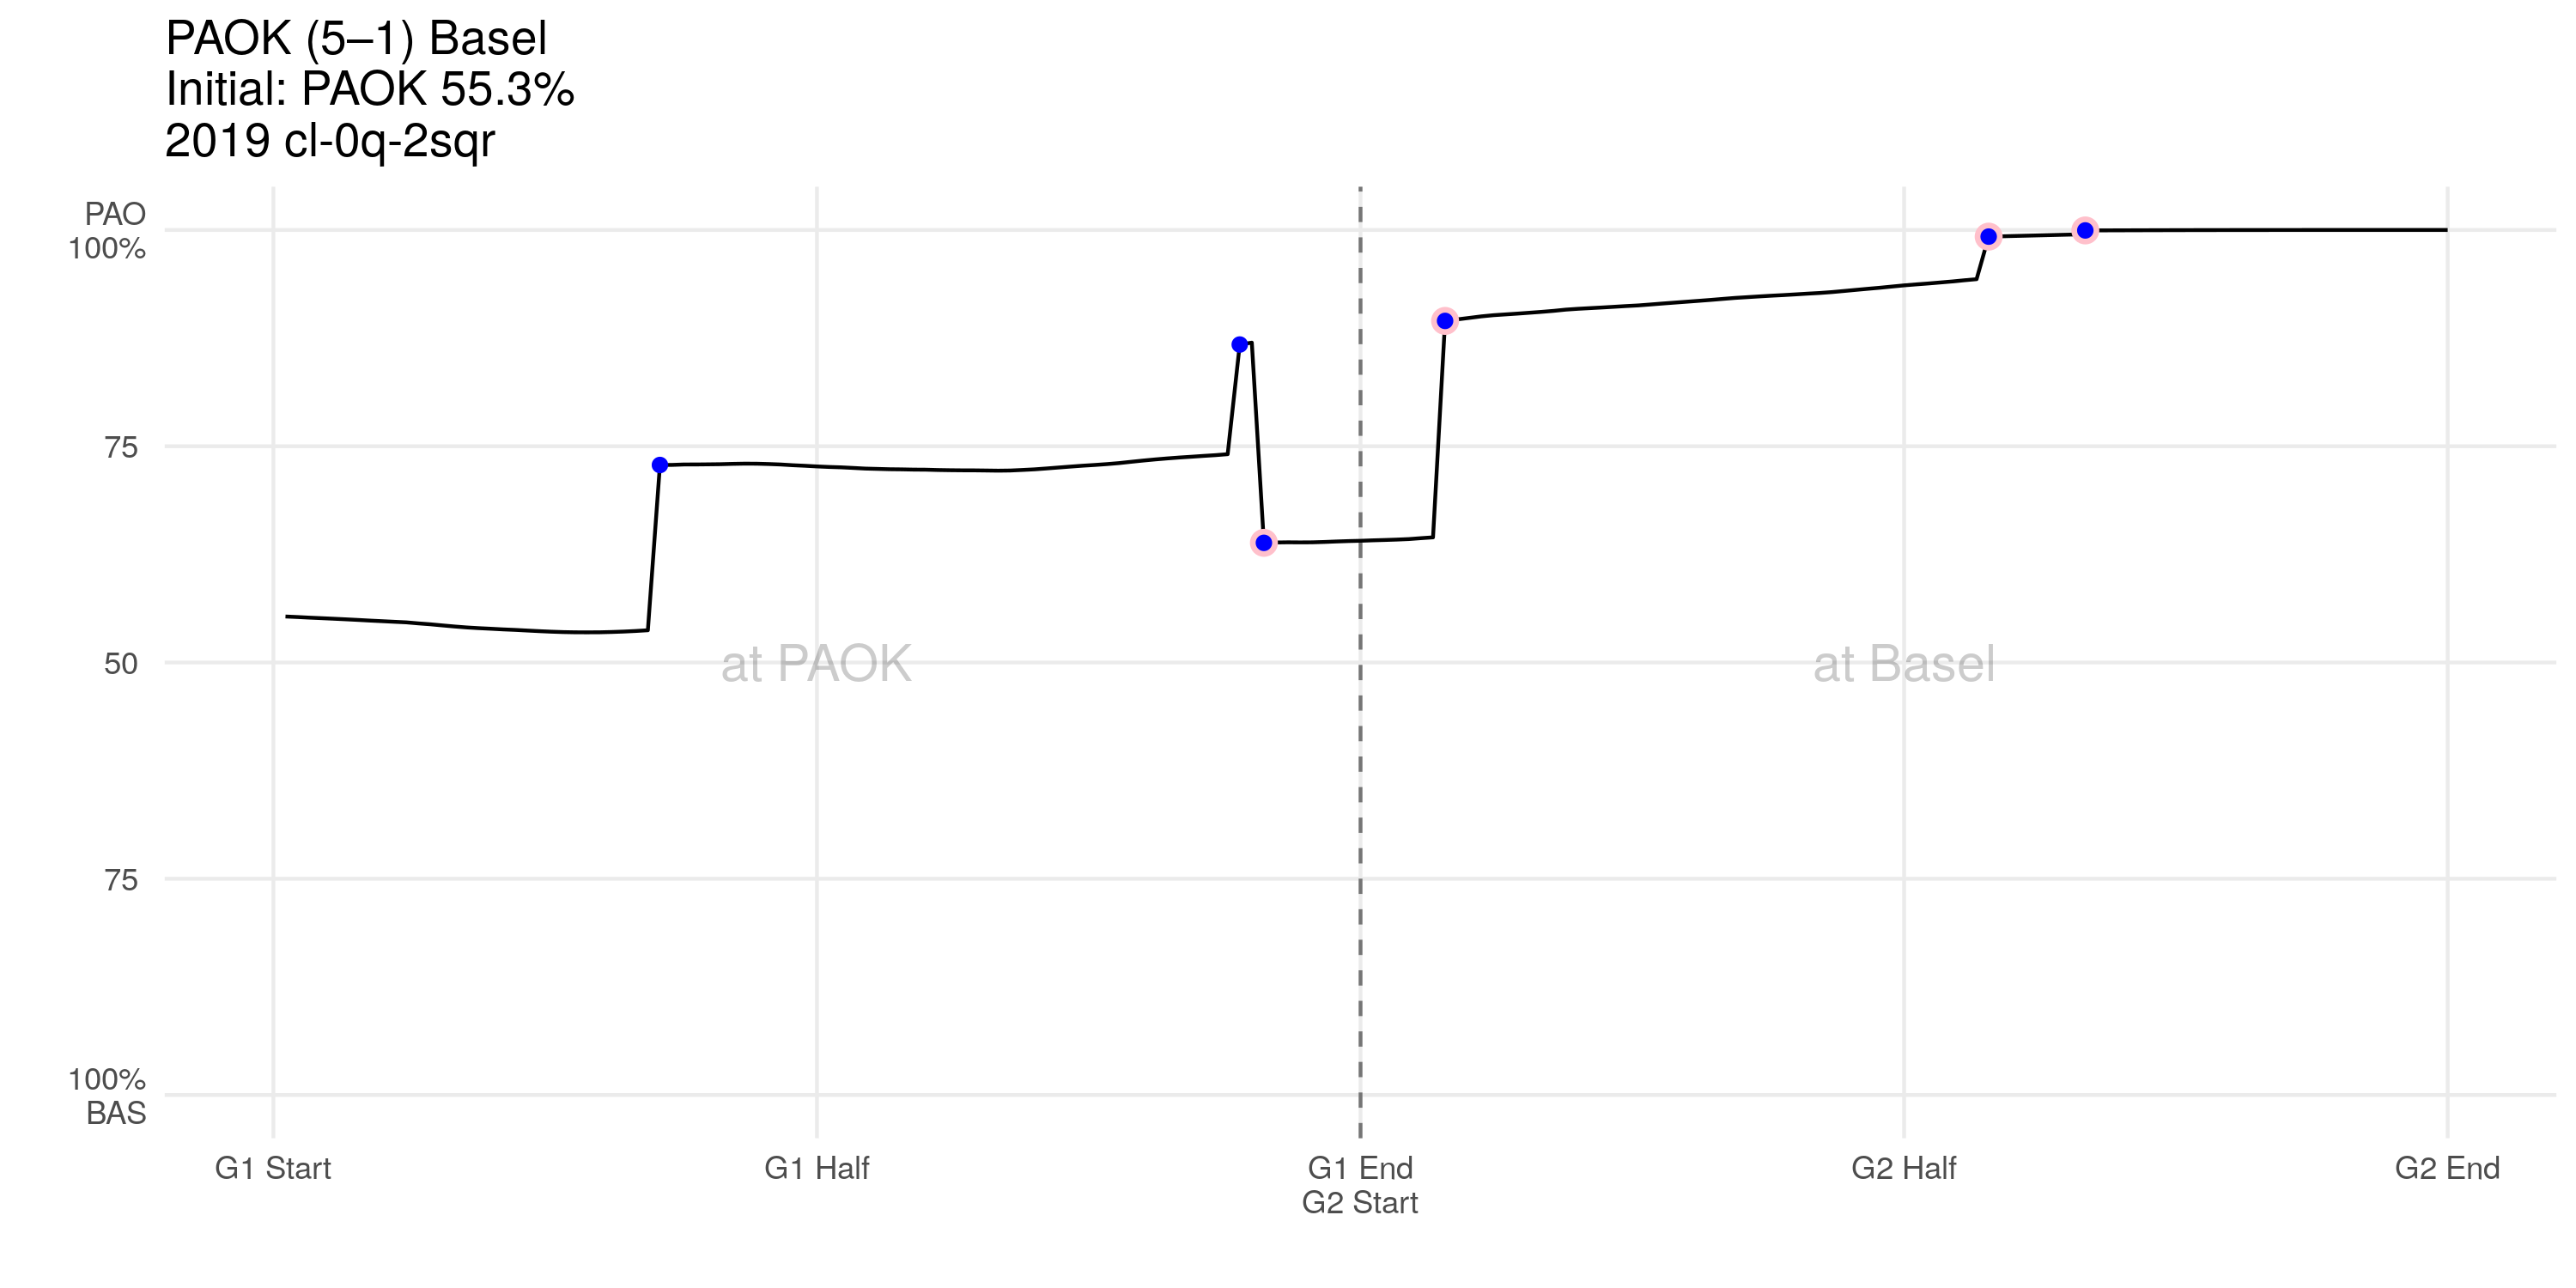 PAOK (5–1) Basel
Initial: PAOK 55.3%
2019 cl-0q-2sqr
PAO
100%
75
50
75
100%
BAS
at PAOK
at Basel
G1 Start
G1 Half
G1 End
G2 Start
G2 Half
G2 End